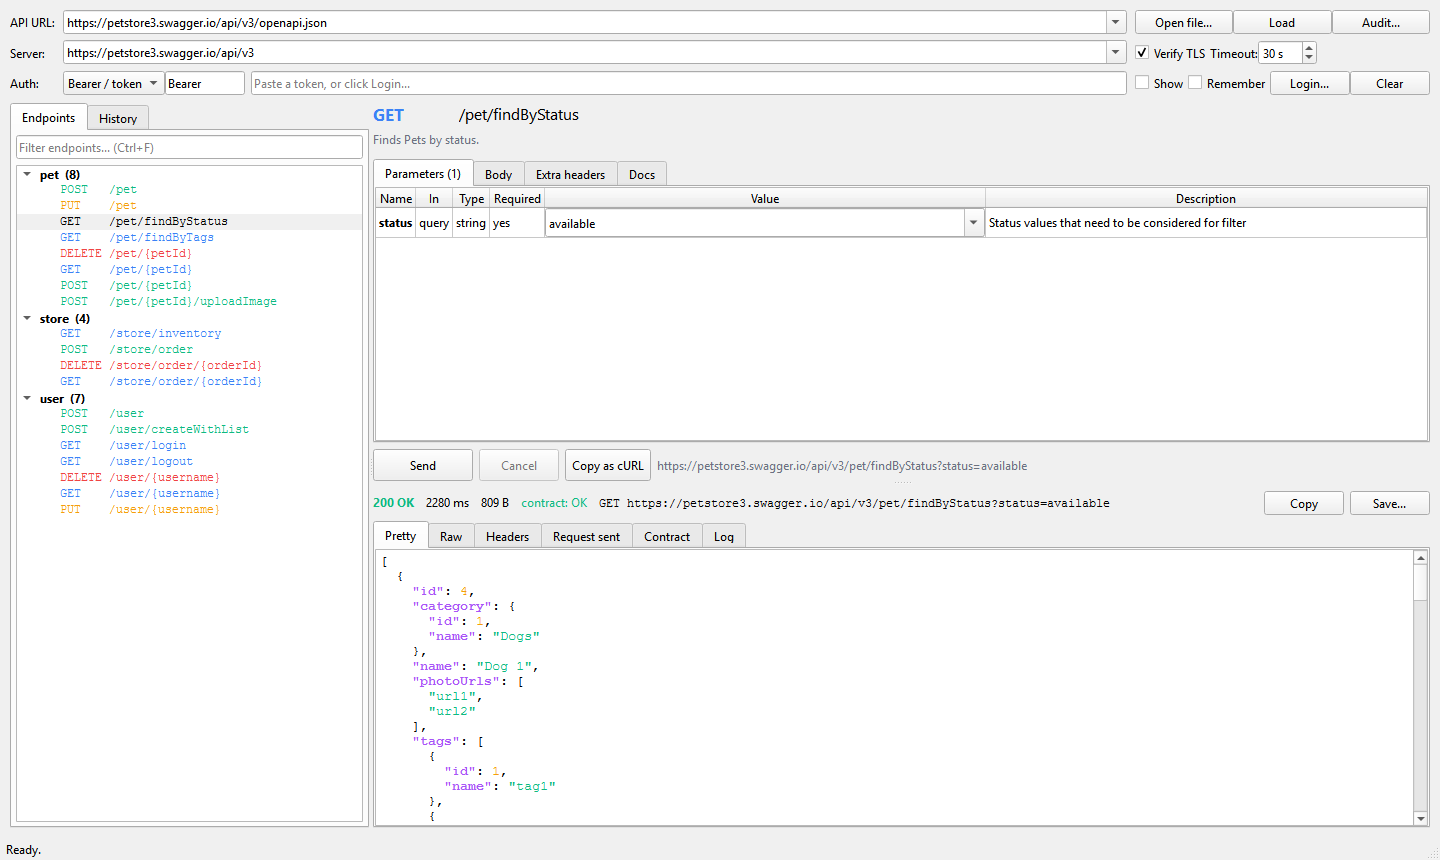 API URL: https://petstore3.swagger.io/api/v3/openapi.json Open file... Load Audit...
Server: https://petstore3.swagger.io/api/v3 Verify TLS Timeout: 30 s
Auth: Bearer / token Bearer Paste a token, or click Login... Show Remember Login... Clear
Endpoints History
Filter endpoints... (Ctrl+F)
pet (8)
POST /pet
PUT /pet
GET /pet/findByStatus
GET /pet/findByTags
DELETE /pet/{petId}
GET /pet/{petId}
POST /pet/{petId}
POST /pet/{petId}/uploadImage
store (4)
GET /store/inventory
POST /store/order
DELETE /store/order/{orderId}
GET /store/order/{orderId}
user (7)
POST /user
POST /user/createWithList
GET /user/login
GET /user/logout
DELETE /user/{username}
GET /user/{username}
PUT /user/{username}
GET /pet/findByStatus
Finds Pets by status.
Parameters (1) Body Extra headers Docs
Name In Type Required Value Description
status query string yes available Status values that need to be considered for filter
Send Cancel Copy as cURL https://petstore3.swagger.io/api/v3/pet/findByStatus?status=available
200 OK 2280 ms 809 B contract: OK GET https://petstore3.swagger.io/api/v3/pet/findByStatus?status=available Copy Save...
Pretty Raw Headers Request sent Contract Log
[
{
"id": 4,
"category": {
"id": 1,
"name": "Dogs"
},
"name": "Dog 1",
"photoUrls": [
"url1",
"url2"
],
"tags": [
{
"id": 1,
"name": "tag1"
},
{
Ready.